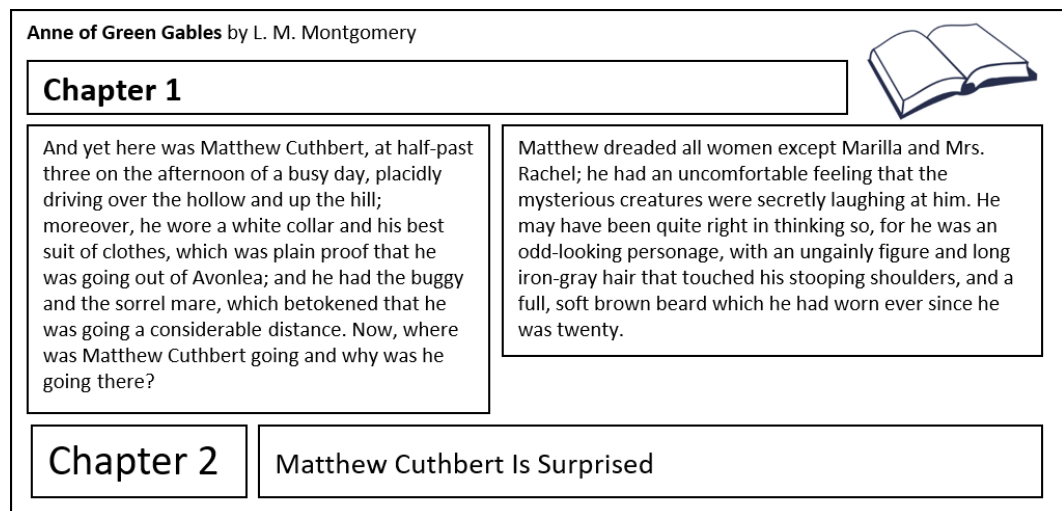 Anne of Green Gables by L. M. Montgomery
Chapter 1
And yet here was Matthew Cuthbert, at half-past
three on the afternoon of a busy day, placidly
driving over the hollow and up the hill;
moreover, he wore a white collar and his best
suit of clothes, which was plain proof that he
was going out of Avonlea; and he had the buggy
and the sorrel mare, which betokened that he
was going a considerable distance. Now, where
was Matthew Cuthbert going and why was he
going there?
Matthew dreaded all women except Marilla and Mrs.
Rachel; he had an uncomfortable feeling that the
mysterious creatures were secretly laughing at him. He
may have been quite right in thinking so, for he was an
odd-looking personage, with an ungainly figure and long
iron-gray hair that touched his stooping shoulders, and a
full, soft brown beard which he had worn ever since he
was twenty.
Chapter 2
Matthew Cuthbert Is Surprised